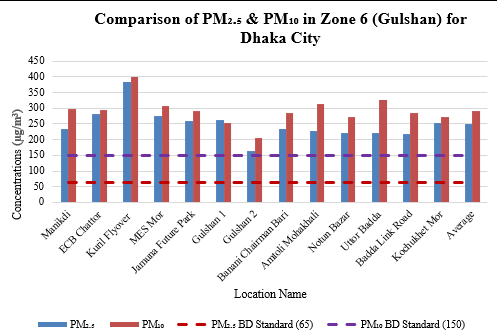 Comparison of PM₂.₅ & PM₁₀ in Zone 6 (Gulshan) for
Dhaka City
Concentrations (µg/m³)
450
400
350
300
250
200
150
100
50
0
Manikdi
ECB Chattor
Kuril Flyover
MES Mor
Jamuna Future Park
Gulshan 1
Gulshan 2
Banani Chairman Bari
Amtoli Mohakhali
Notun Bazar
Uttor Badda
Badda Link Road
Kochukhet Mor
Average
Location Name
PM₂.₅ PM₁₀ PM₂.₅ BD Standard (65) PM₁₀ BD Standard (150)